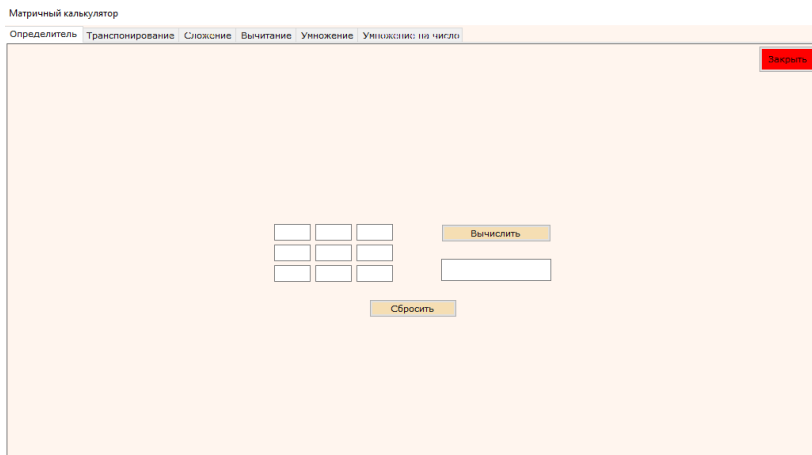 Матричный калькулятор
Определитель Транспонирование Сложение Вычитание Умножение Умножение на число
Закрыть
Вычислить
Сбросить